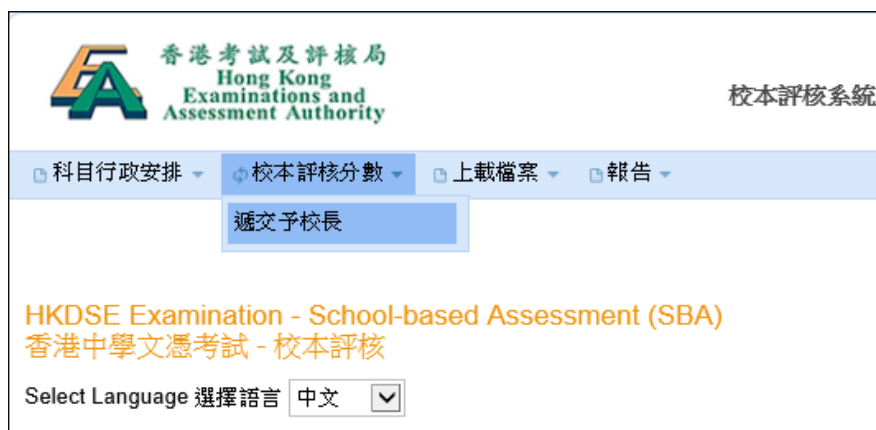 香港考試及評核局
Hong Kong
Examinations and
Assessment Authority
校本評核系統
科目行政安排 校本評核分數 上載檔案 報告
遞交予校長
HKDSE Examination - School-based Assessment (SBA)
香港中學文憑考試 - 校本評核
Select Language 選擇語言 中文